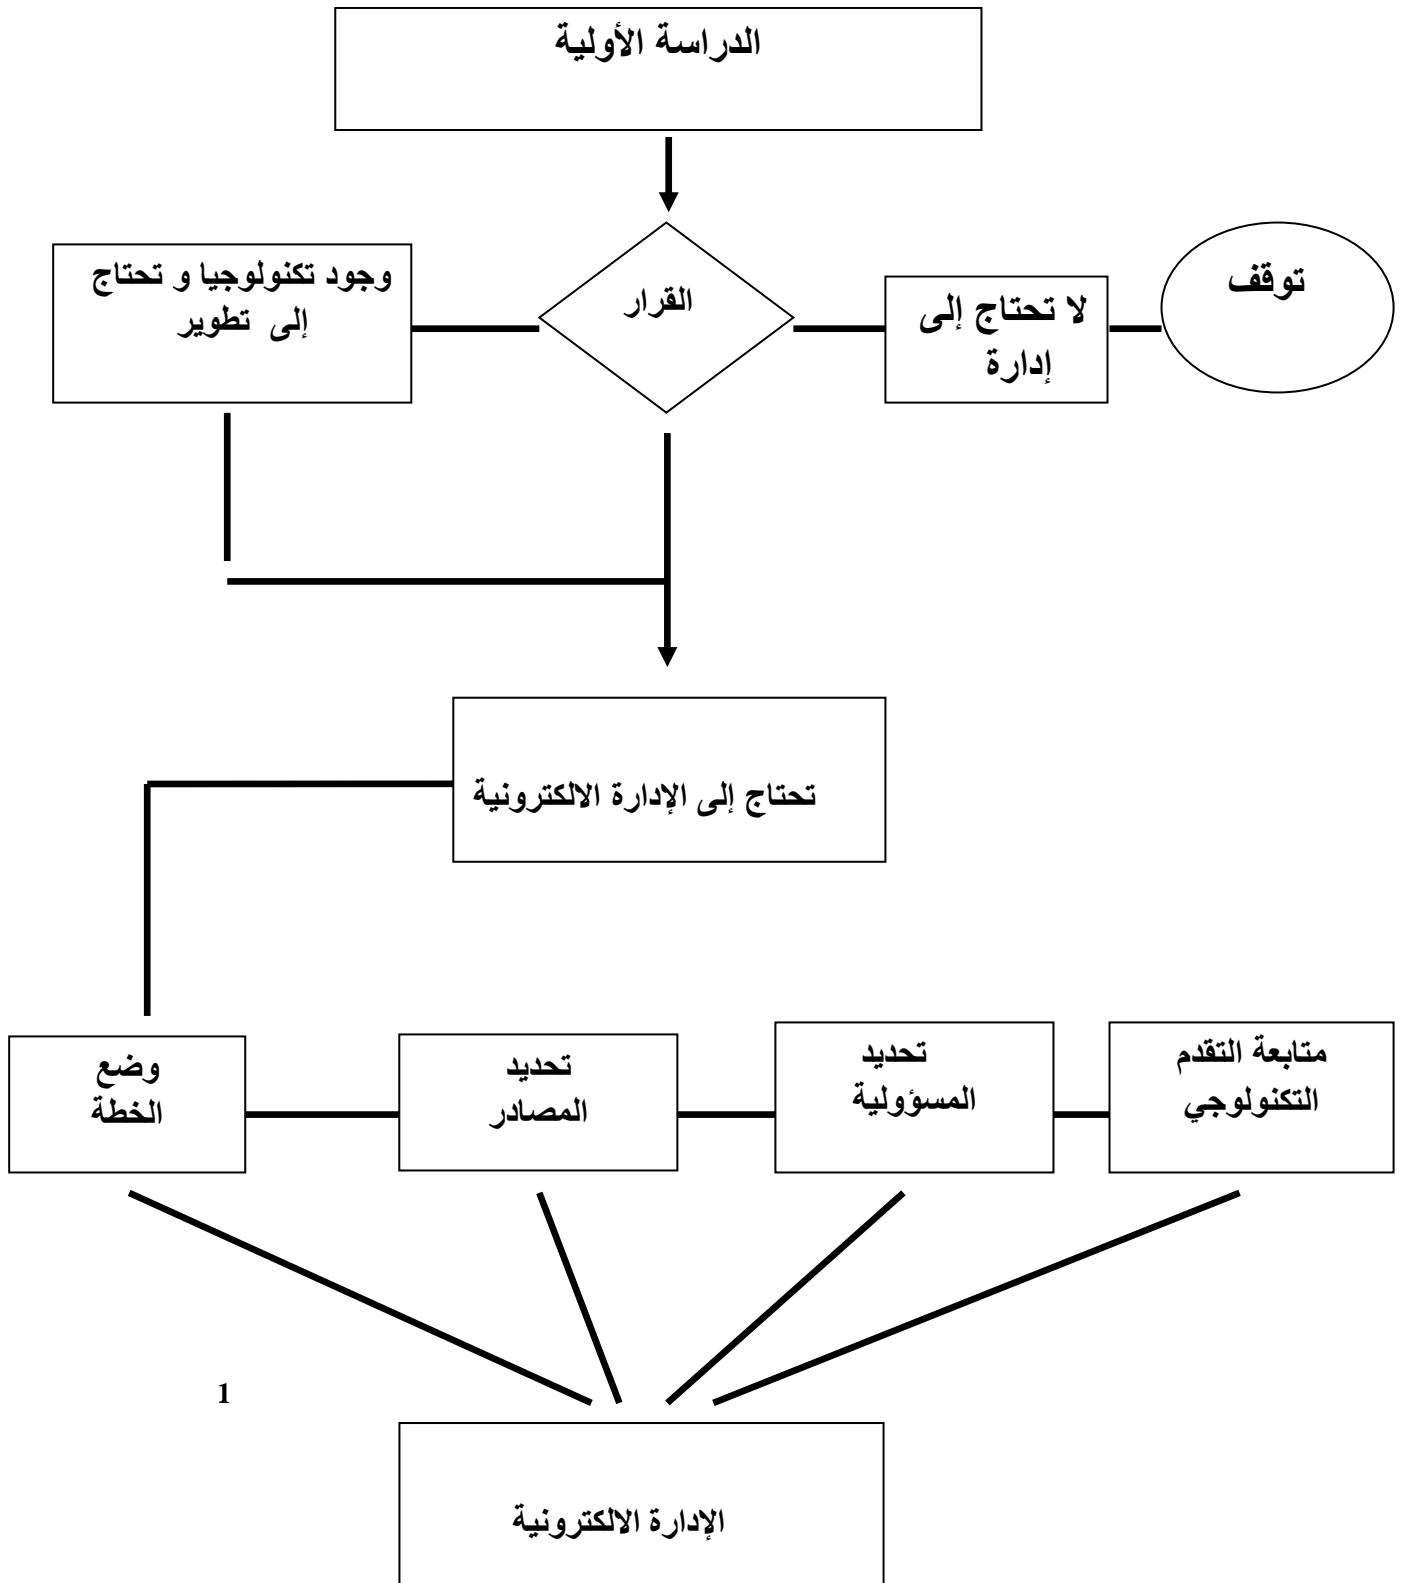 الدراسة الأولية
توقف
لا تحتاج إلى
إدارة
القرار
وجود تكنولوجيا و تحتاج
إلى تطوير
تحتاج إلى الإدارة الالكترونية
متابعة التقدم
التكنولوجي
تحديد
المسؤولية
تحديد
المصادر
وضع
الخطة
1
الإدارة الالكترونية